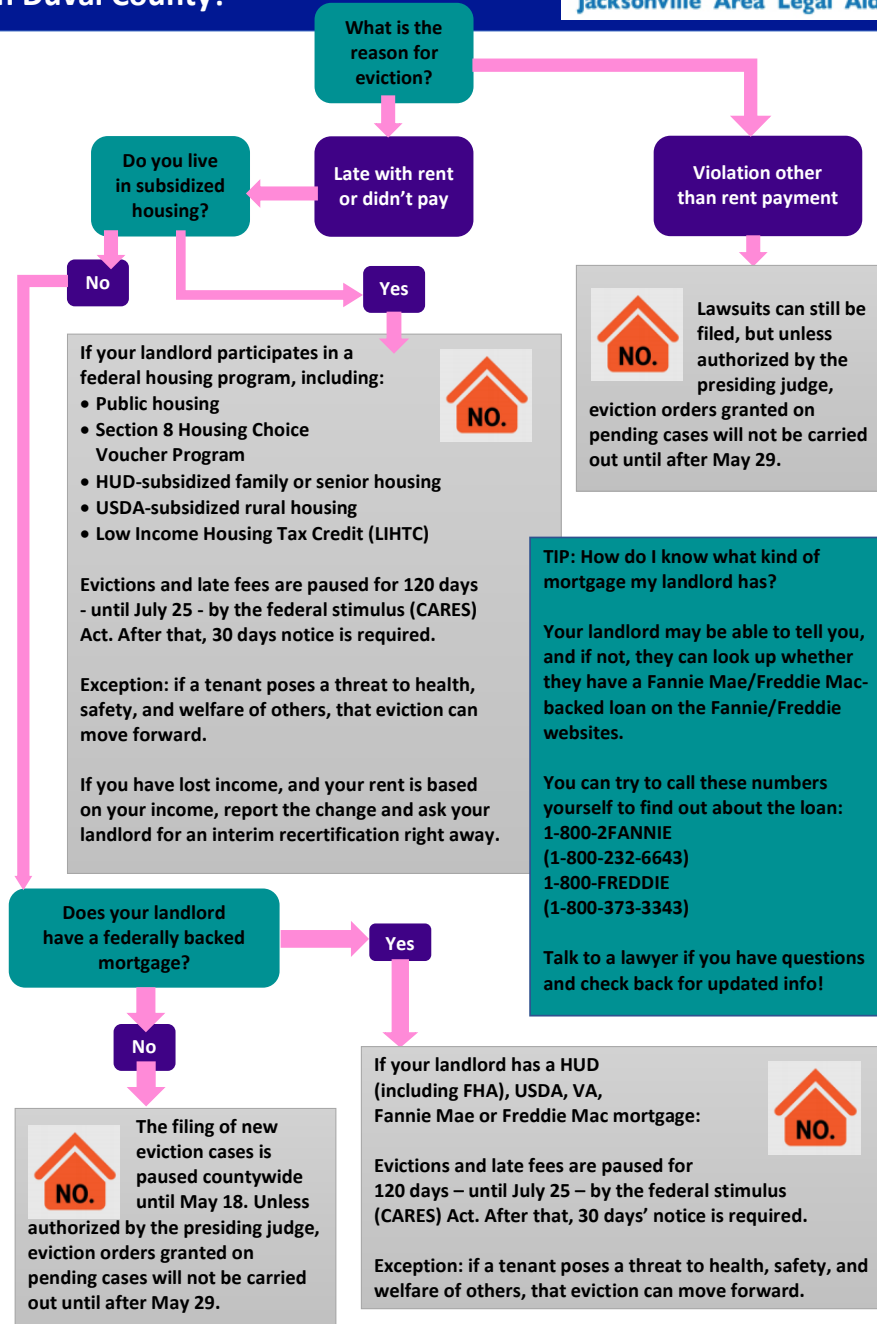 in Duval County?
Jacksonville Area Legal Aid
What is the
reason for
eviction?
Do you live
in subsidized
housing?
Late with rent
or didn't pay
Violation other
than rent payment
No
Yes
NO.
Lawsuits can still be
filed, but unless
authorized by the
presiding judge,
eviction orders granted on
pending cases will not be carried
out until after May 29.
If your landlord participates in a
federal housing program, including:
• Public housing
• Section 8 Housing Choice
Voucher Program
• HUD-subsidized family or senior housing
• USDA-subsidized rural housing
• Low Income Housing Tax Credit (LIHTC)
NO.
Evictions and late fees are paused for 120 days
- until July 25 - by the federal stimulus (CARES)
Act. After that, 30 days notice is required.
Exception: if a tenant poses a threat to health,
safety, and welfare of others, that eviction can
move forward.
If you have lost income, and your rent is based
on your income, report the change and ask your
landlord for an interim recertification right away.
TIP: How do I know what kind of
mortgage my landlord has?
Your landlord may be able to tell you,
and if not, they can look up whether
they have a Fannie Mae/Freddie Mac-
backed loan on the Fannie/Freddie
websites.
You can try to call these numbers
yourself to find out about the loan:
1-800-2FANNIE
(1-800-232-6643)
1-800-FREDDIE
(1-800-373-3343)
Talk to a lawyer if you have questions
and check back for updated info!
Does your landlord
have a federally backed
mortgage?
Yes
No
NO.
The filing of new
eviction cases is
paused countywide
until May 18. Unless
authorized by the presiding judge,
eviction orders granted on
pending cases will not be carried
out until after May 29.
If your landlord has a HUD
(including FHA), USDA, VA,
Fannie Mae or Freddie Mac mortgage:
NO.
Evictions and late fees are paused for
120 days – until July 25 – by the federal stimulus
(CARES) Act. After that, 30 days' notice is required.
Exception: if a tenant poses a threat to health, safety, and
welfare of others, that eviction can move forward.